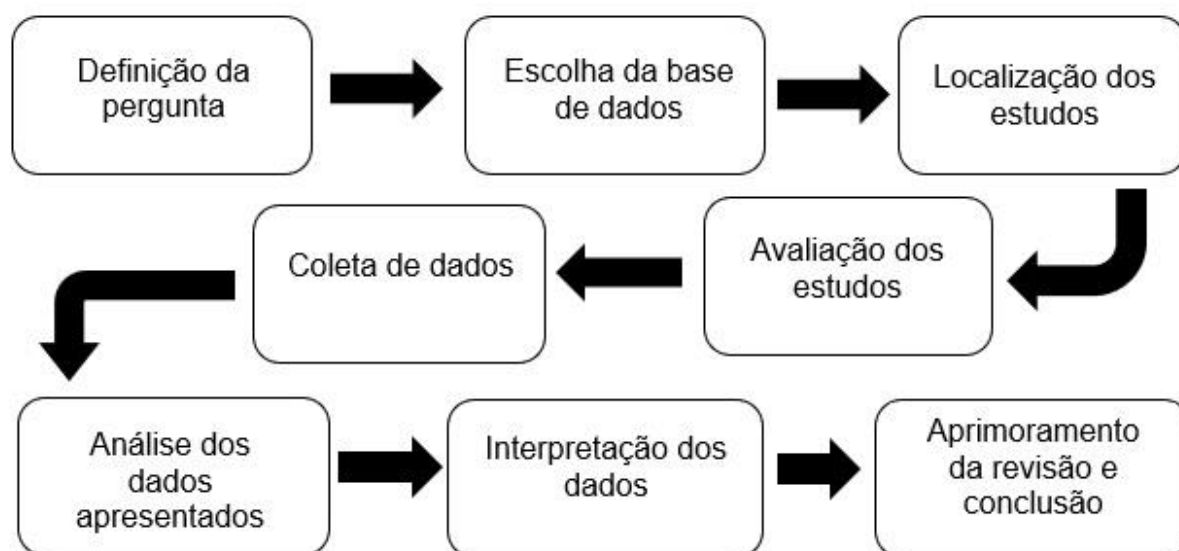 Definição da
pergunta
Escolha da base
de dados
Localização dos
estudos
Avaliação dos
estudos
Coleta de dados
Análise dos
dados
apresentados
Interpretação dos
dados
Aprimoramento
da revisão e
conclusão